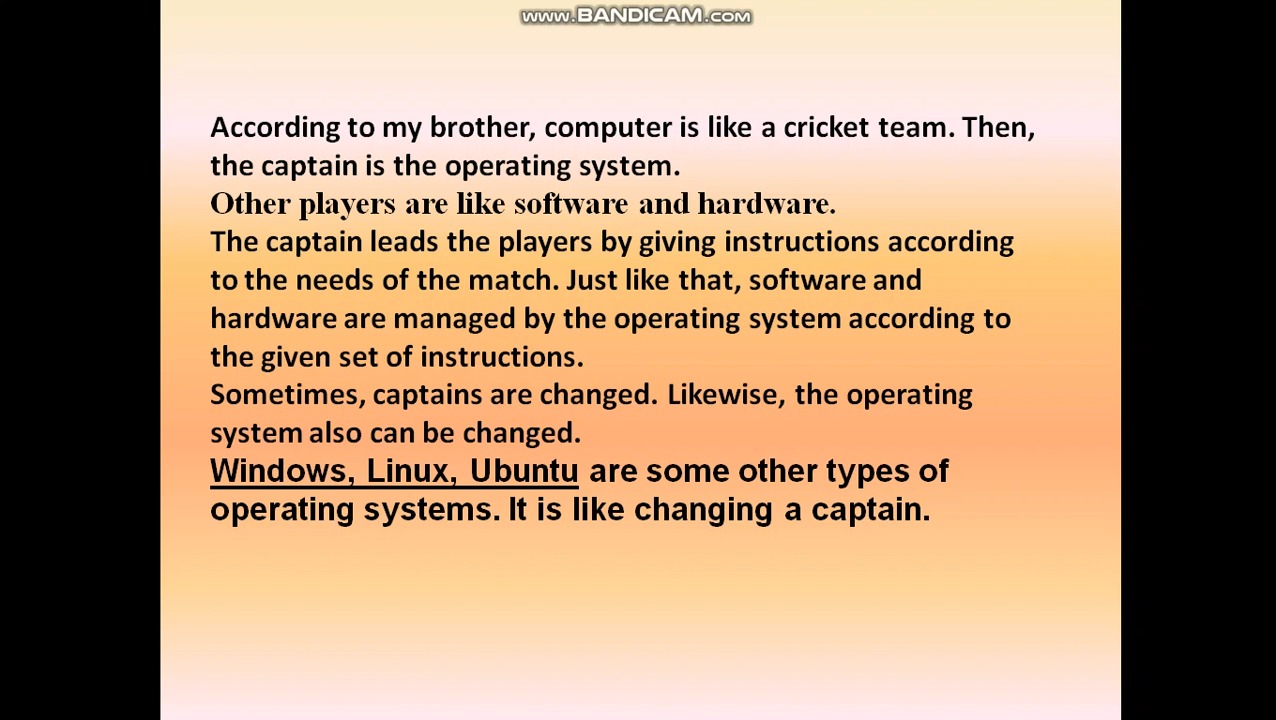 www.BANDICAM.com
According to my brother, computer is like a cricket team. Then,
the captain is the operating system.
Other players are like software and hardware.
The captain leads the players by giving instructions according
to the needs of the match. Just like that, software and
hardware are managed by the operating system according to
the given set of instructions.
Sometimes, captains are changed. Likewise, the operating
system also can be changed.
Windows, Linux, Ubuntu are some other types of
operating systems. It is like changing a captain.